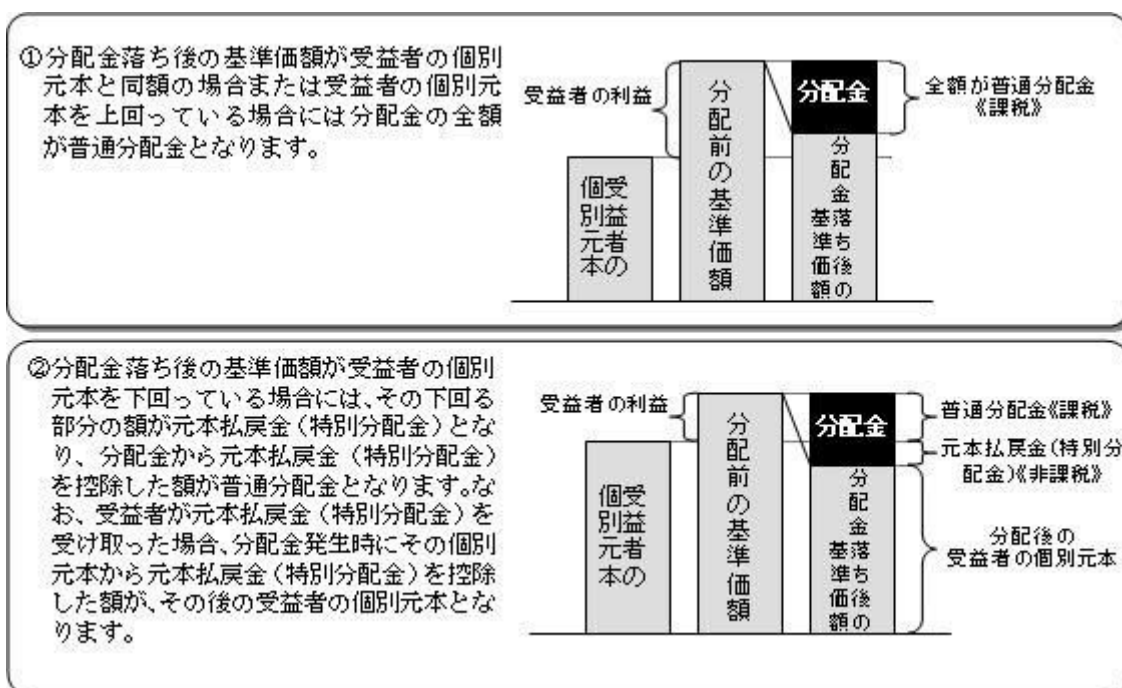 ①分配金落ち後の基準価額が受益者の個別
元本と同額の場合または受益者の個別元
本を上回っている場合には分配金の全額
が普通分配金となります。
受益者の利益
受益者の
個別元本
分配前の基準価額
分配金
分配金落ち後の
基準価額
全額が普通分配金
《課税》
②分配金落ち後の基準価額が受益者の個別
元本を下回っている場合には、その下回る
部分の額が元本払戻金(特別分配金)とな
り、分配金から元本払戻金(特別分配金)
を控除した額が普通分配金となります。な
お、受益者が元本払戻金(特別分配金)を
受け取った場合、分配金発生時にその個別
元本から元本払戻金(特別分配金)を控除
した額が、その後の受益者の個別元本とな
ります。
受益者の利益
受益者の
個別元本
分配前の基準価額
分配金
分配金落ち後の
基準価額
普通分配金《課税》
元本払戻金(特別分
配金)《非課税》
分配後の
受益者の個別元本